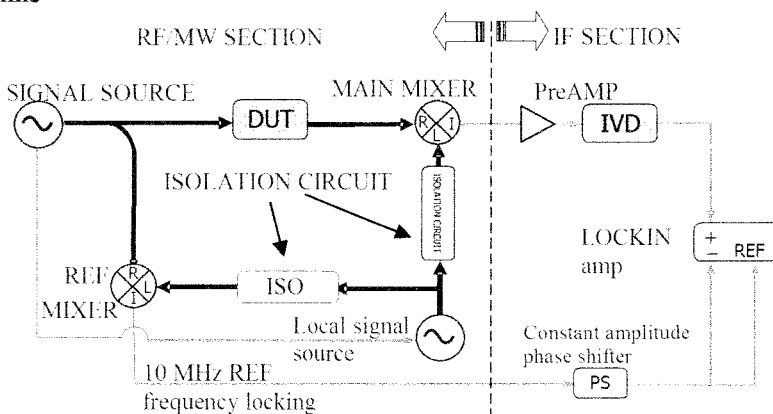 RF/MW SECTION
IF SECTION
SIGNAL SOURCE
MAIN MIXER
PreAMP
DUT
R
I
L
IVD
ISOLATION CIRCUIT
ISOLATION CIRCUIT
LOCKIN
amp
+
− REF
REF
MIXER
R
L
I
ISO
Local signal
source
Constant amplitude
phase shifter
10 MHz REF
frequency locking
PS